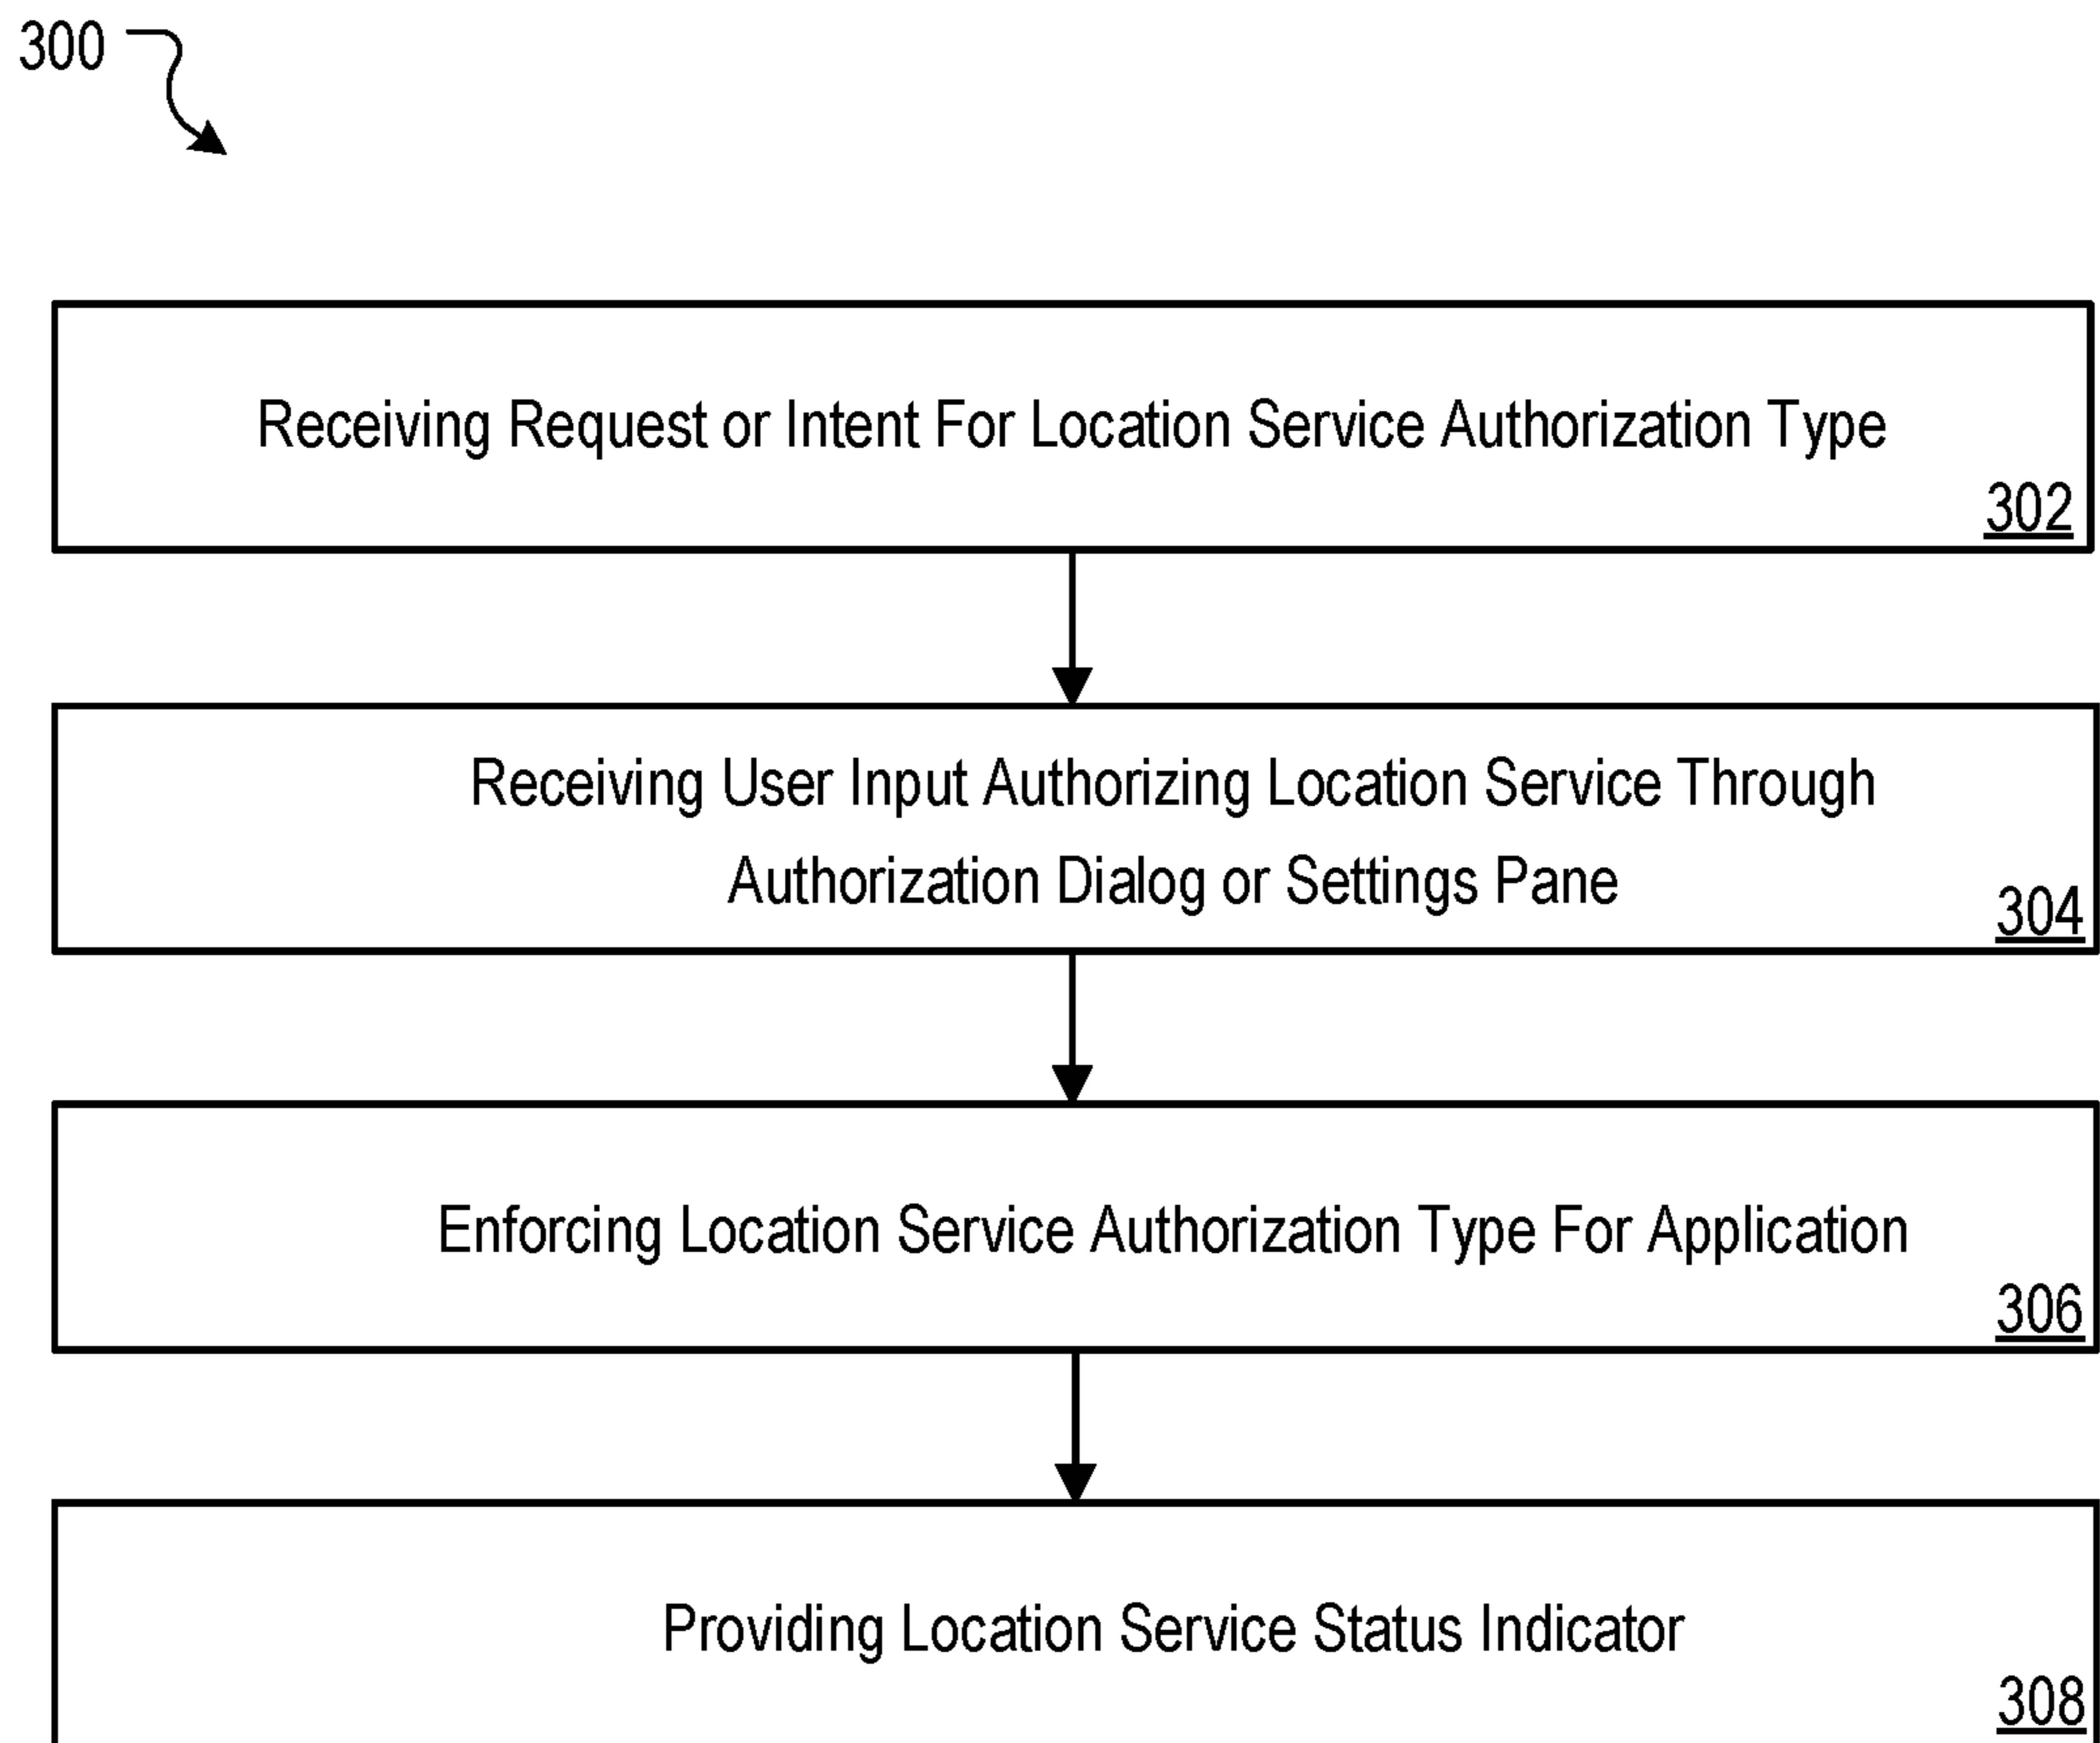 300
Receiving Request or Intent For Location Service Authorization Type
302
Receiving User Input Authorizing Location Service Through
Authorization Dialog or Settings Pane
304
Enforcing Location Service Authorization Type For Application
306
Providing Location Service Status Indicator
308